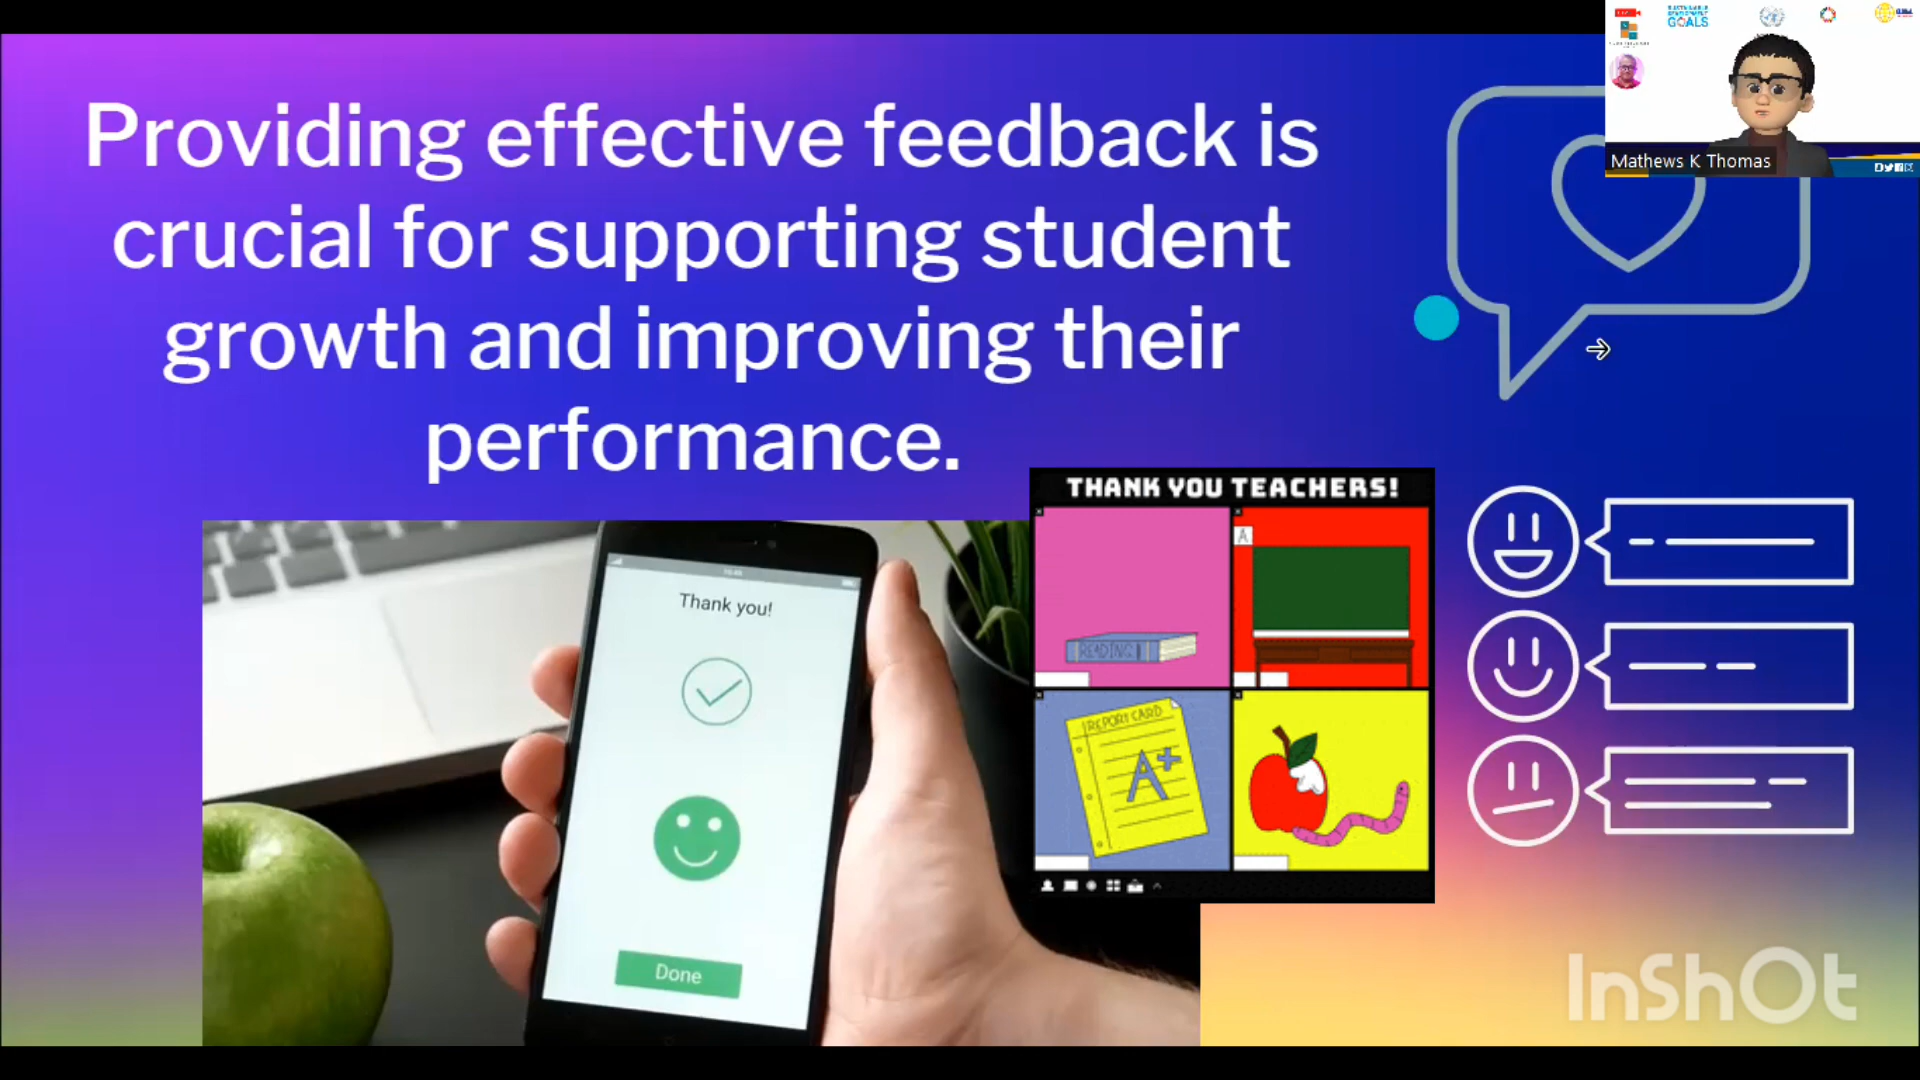 Providing effective feedback is
crucial for supporting student
growth and improving their
performance.
GOALS
Mathews K Thomas
THANK YOU TEACHERS!
READING
A
REPORT CARD
A+
Thank you!
Done
InShOt